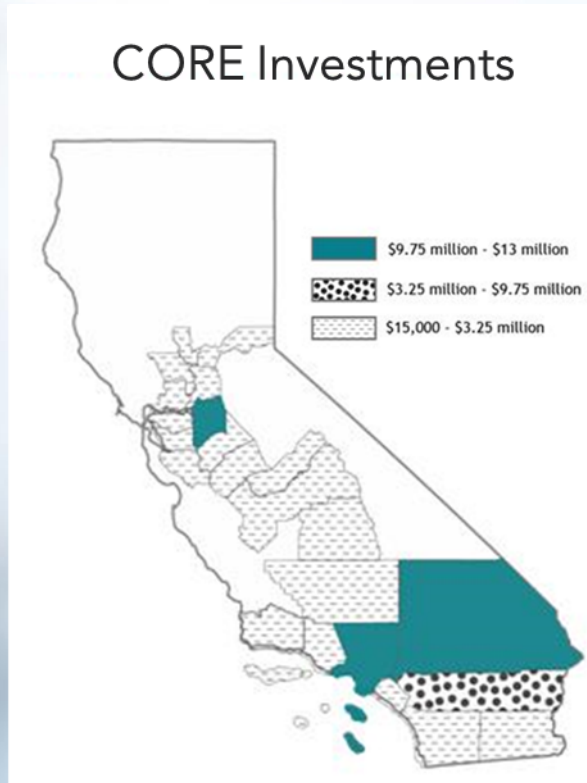 CORE Investments
$9.75 million - $13 million
$3.25 million - $9.75 million
$15,000 - $3.25 million